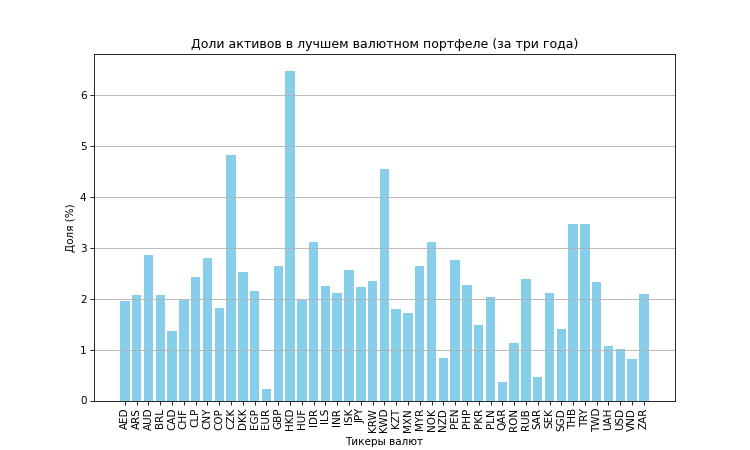 Доли активов в лучшем валютном портфеле (за три года)
Доля (%)
6
5
4
3
2
1
0
AED ARS AUD BRL CAD CHF CLP CNY COP CZK DKK EGP EUR GBP HKD HUF IDR ILS INR ISK JPY KRW KWD KZT MXN MYR NOK NZD PEN PHP PKR PLN QAR RON RUB SAR SEK SGD THB TRY TWD UAH USD VND ZAR
Тикеры валют